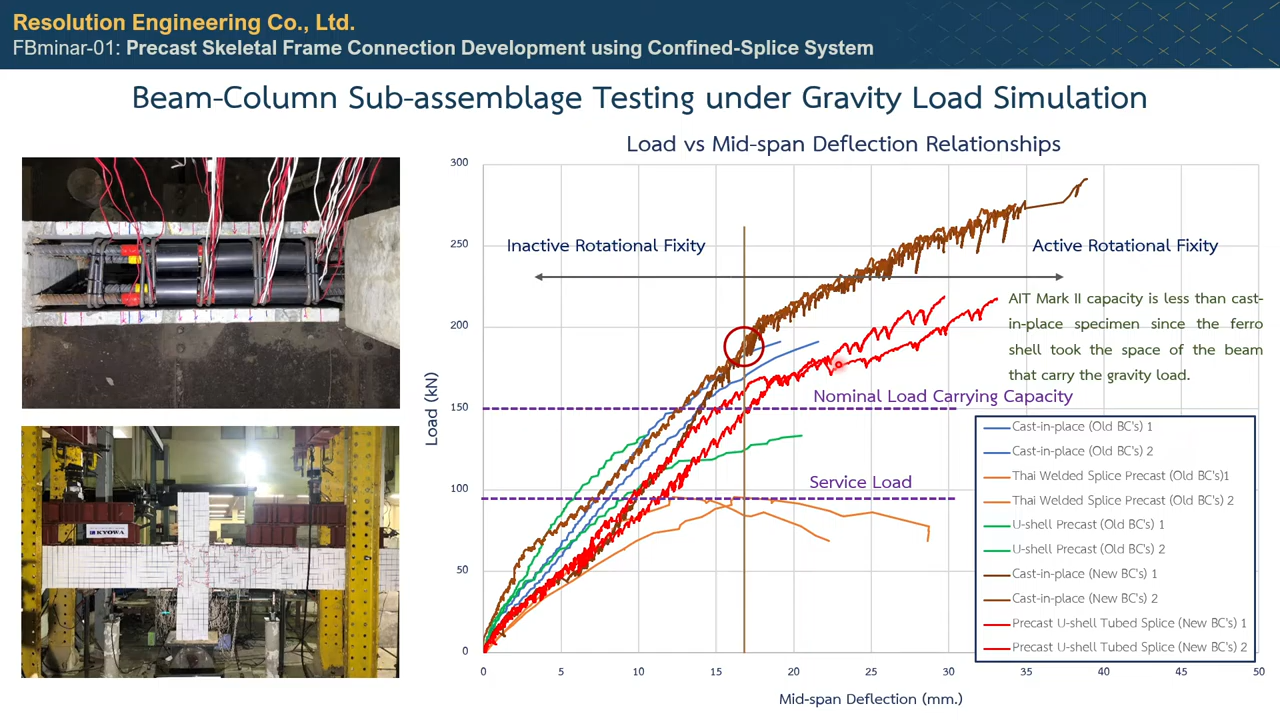 Resolution Engineering Co., Ltd.
FBminar-01: Precast Skeletal Frame Connection Development using Confined-Splice System
Beam-Column Sub-assemblage Testing under Gravity Load Simulation
KYOWA
Load vs Mid-span Deflection Relationships
300
250
200
150
100
50
0
Load (kN)
Inactive Rotational Fixity
Active Rotational Fixity
AIT Mark II capacity is less than cast-
in-place specimen since the ferro
shell took the space of the beam
that carry the gravity load.
Nominal Load Carrying Capacity
Service Load
Cast-in-place (Old BC's) 1
Cast-in-place (Old BC's) 2
Thai Welded Splice Precast (Old BC's)1
Thai Welded Splice Precast (Old BC's) 2
U-shell Precast (Old BC's) 1
U-shell Precast (Old BC's) 2
Cast-in-place (New BC's) 1
Cast-in-place (New BC's) 2
Precast U-shell Tubed Splice (New BC's) 1
Precast U-shell Tubed Splice (New BC's) 2
0 5 10 15 20 25 30 35 40 45 50
Mid-span Deflection (mm.)